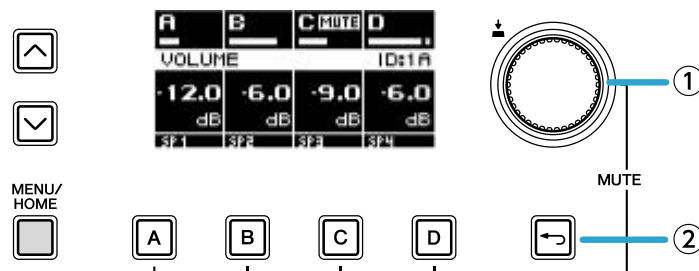 A B C MUTE D
VOLUME ID:1A
-12.0 -6.0 -9.0 -6.0
dB dB dB dB
SP1 SP2 SP3 SP4
1
MUTE
MENU/
HOME
A B C D
2